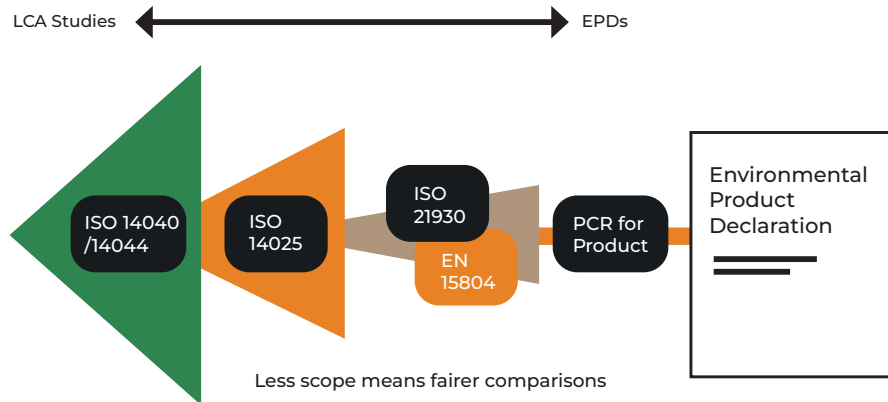 LCA Studies
EPDs
ISO 14040
/14044
ISO
14025
ISO
21930
EN
15804
PCR for
Product
Environmental
Product
Declaration
Less scope means fairer comparisons